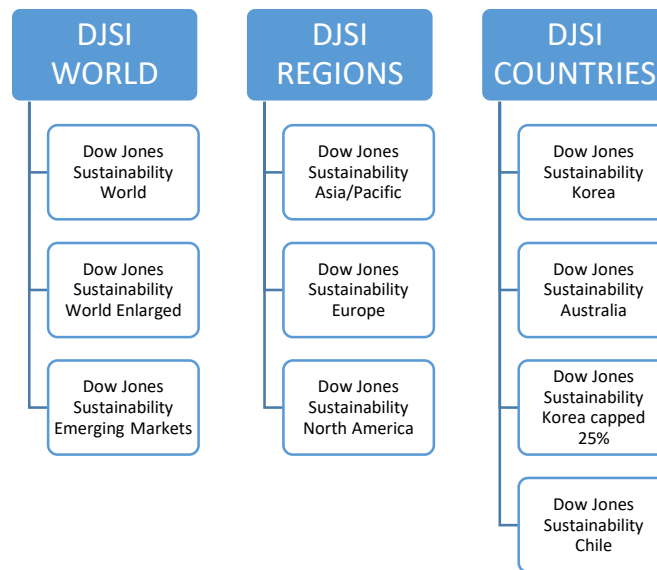 DJSI
WORLD
Dow Jones
Sustainability
World
Dow Jones
Sustainability
World Enlarged
Dow Jones
Sustainability
Emerging Markets
DJSI
REGIONS
Dow Jones
Sustainability
Asia/Pacific
Dow Jones
Sustainability
Europe
Dow Jones
Sustainability
North America
DJSI
COUNTRIES
Dow Jones
Sustainability
Korea
Dow Jones
Sustainability
Australia
Dow Jones
Sustainability
Korea capped
25%
Dow Jones
Sustainability
Chile